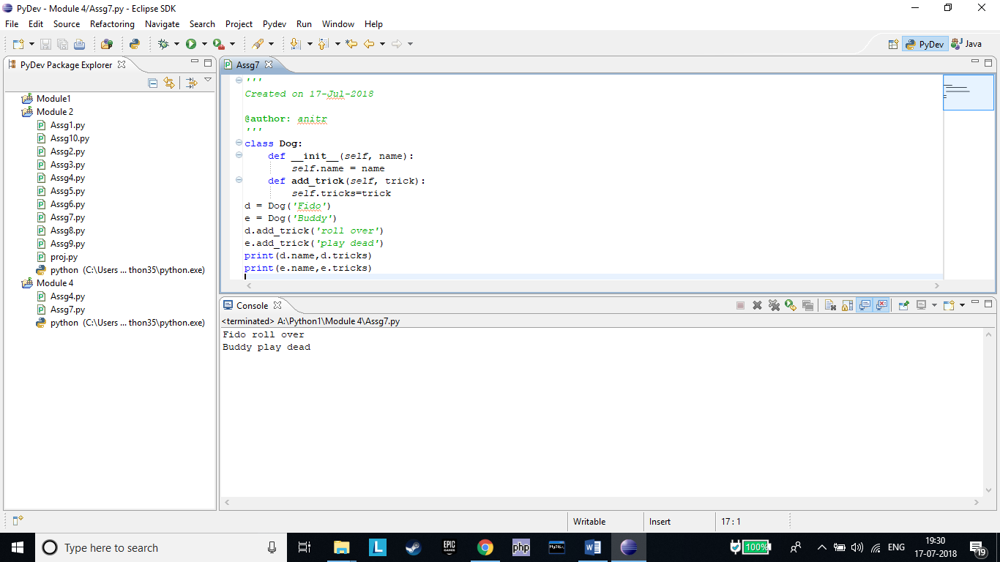 PyDev - Module 4/Assg7.py - Eclipse SDK
File Edit Source Refactoring Navigate Search Project Pydev Run Window Help
PyDev Java
PyDev Package Explorer
Module1
Module 2
Assg1.py
Assg10.py
Assg2.py
Assg3.py
Assg4.py
Assg5.py
Assg6.py
Assg7.py
Assg8.py
Assg9.py
proj.py
python (C:\Users ... thon35\python.exe)
Module 4
Assg4.py
Assg7.py
python (C:\Users ... thon35\python.exe)
Assg7
'''
Created on 17-Jul-2018
@author: anitr
'''
class Dog:
    def __init__(self, name):
        self.name = name
    def add_trick(self, trick):
        self.tricks=trick
d = Dog('Fido')
e = Dog('Buddy')
d.add_trick('roll over')
e.add_trick('play dead')
print(d.name,d.tricks)
print(e.name,e.tricks)
Console
<terminated> A:\Python1\Module 4\Assg7.py
Fido roll over
Buddy play dead
Writable Insert 17 : 1
Type here to search
L
EPIC GAMES
php
MySQL
W
100%
ENG
19:30
17-07-2018
19